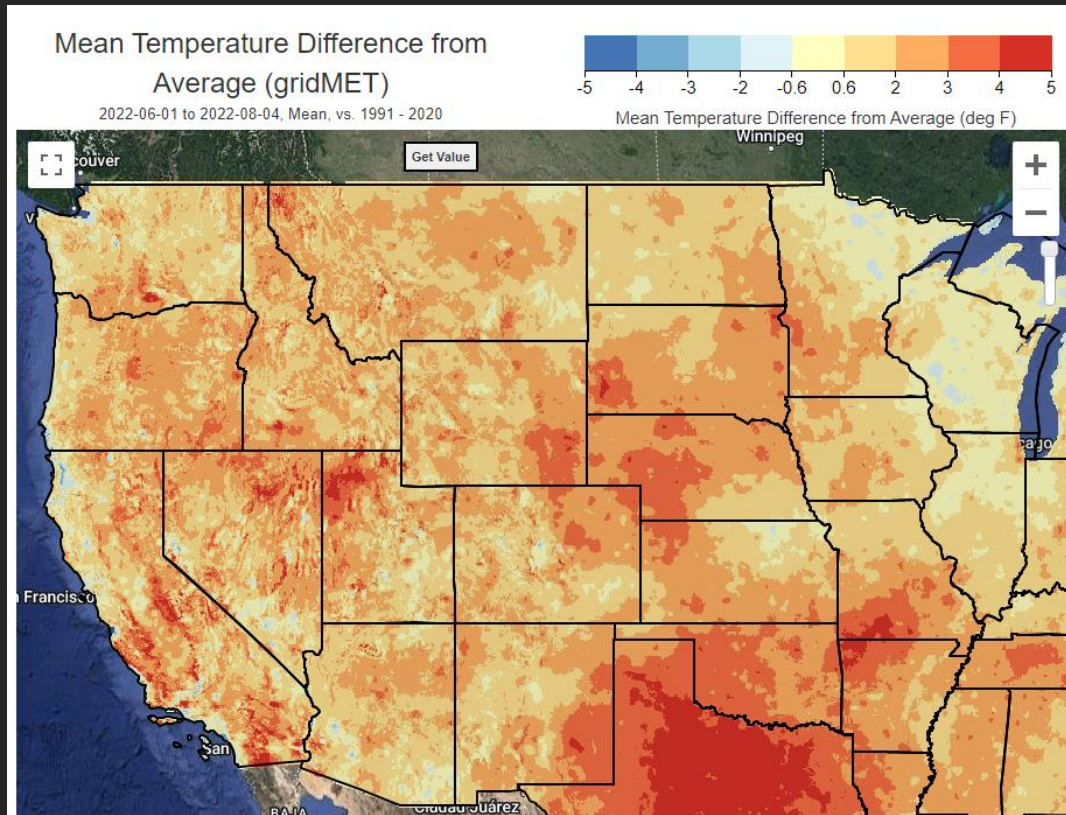 Mean Temperature Difference from
Average (gridMET)
2022-06-01 to 2022-08-04, Mean, vs. 1991 - 2020
-5 -4 -3 -2 -0.6 0.6 2 3 4 5
Mean Temperature Difference from Average (deg F)
Winnipeg
couver
Get Value
+
V
−
cago
n Francisco
San
BAJA
Ciudad Juárez